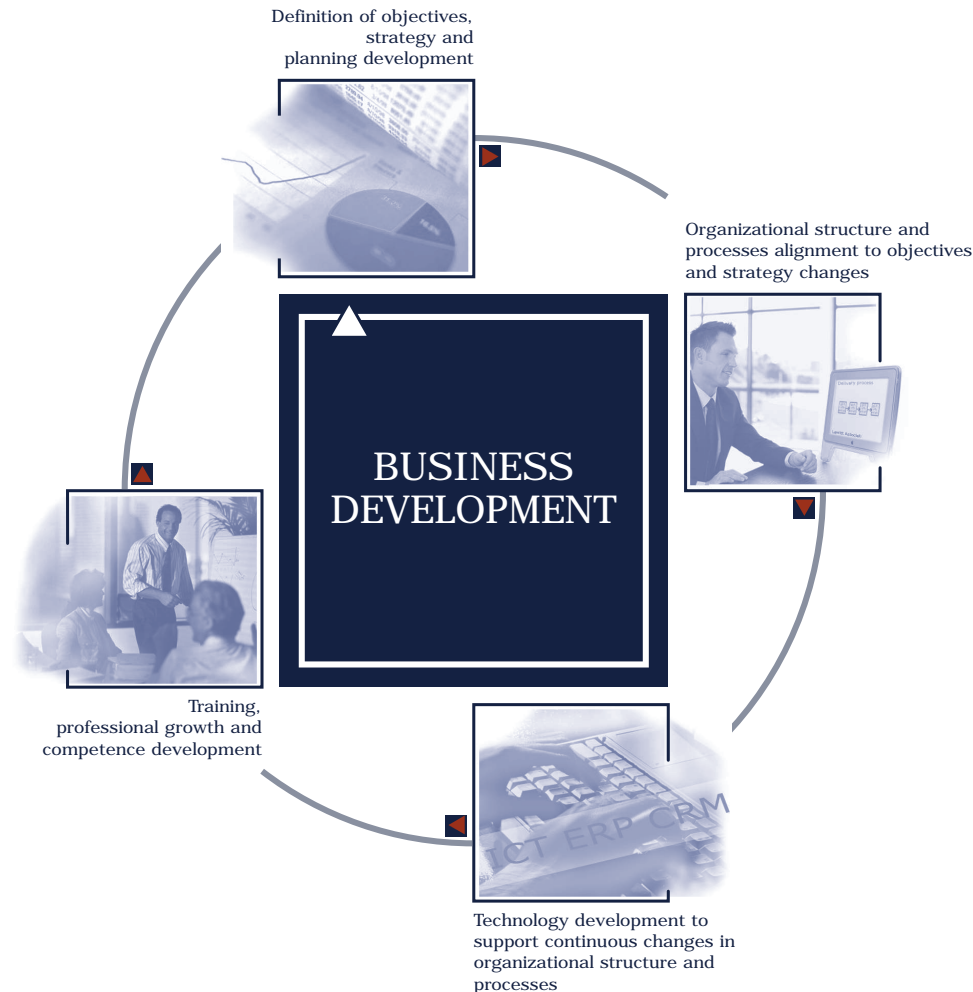 Definition of objectives,
strategy and
planning development
Organizational structure and
processes alignment to objectives
and strategy changes
BUSINESS
DEVELOPMENT
Training,
professional growth and
competence development
ICT ERP CRM
Technology development to
support continuous changes in
organizational structure and
processes